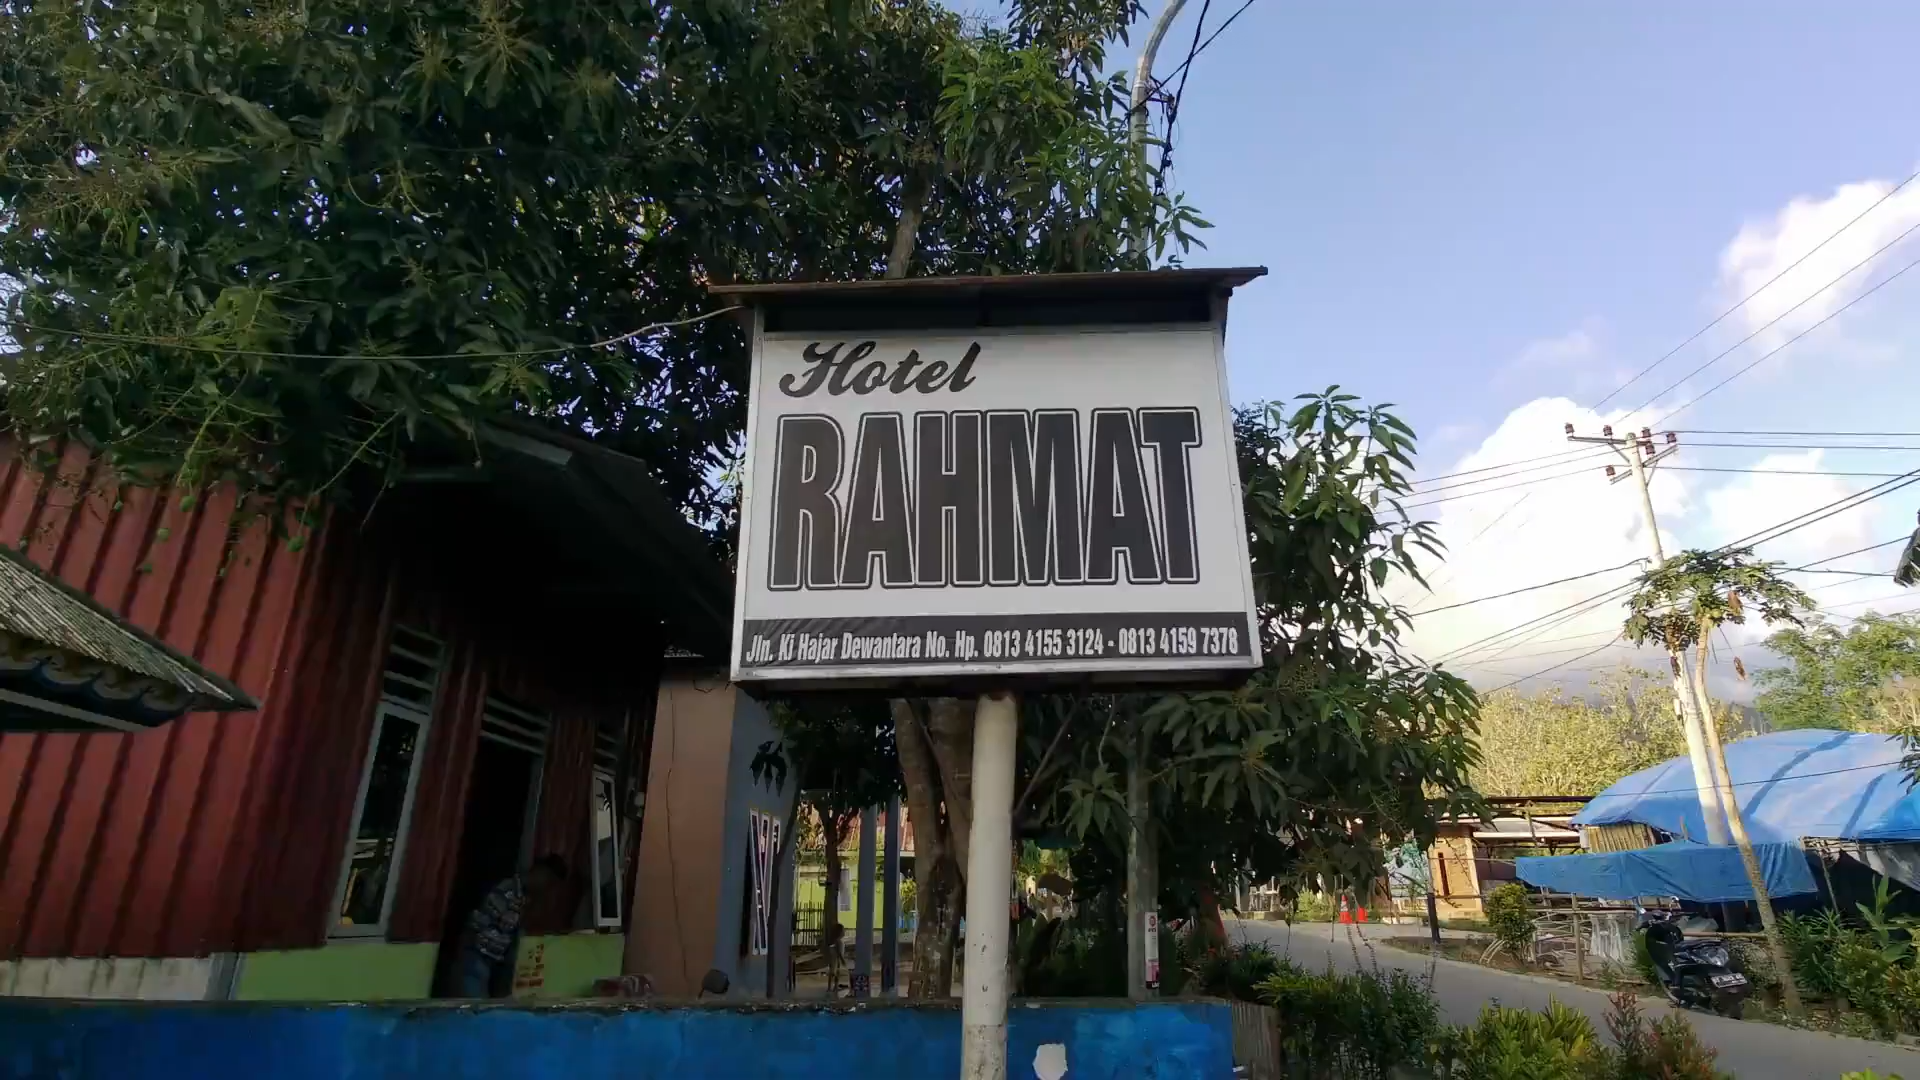 Hotel
RAHMAT
Jln. Ki Hajar Dewantara No. Hp. 0813 4155 3124 - 0813 4159 7378